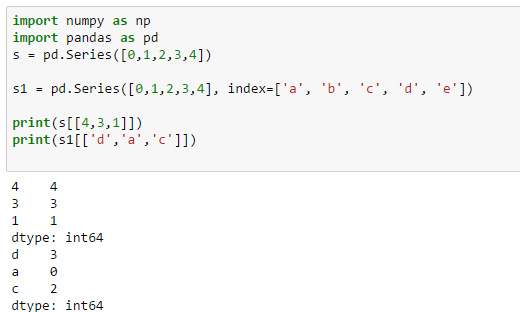 import numpy as np
import pandas as pd
s = pd.Series([0,1,2,3,4])
s1 = pd.Series([0,1,2,3,4], index=['a', 'b', 'c', 'd', 'e'])
print(s[[4,3,1]])
print(s1[['d','a','c']])
4    4
3    3
1    1
dtype: int64
d    3
a    0
c    2
dtype: int64